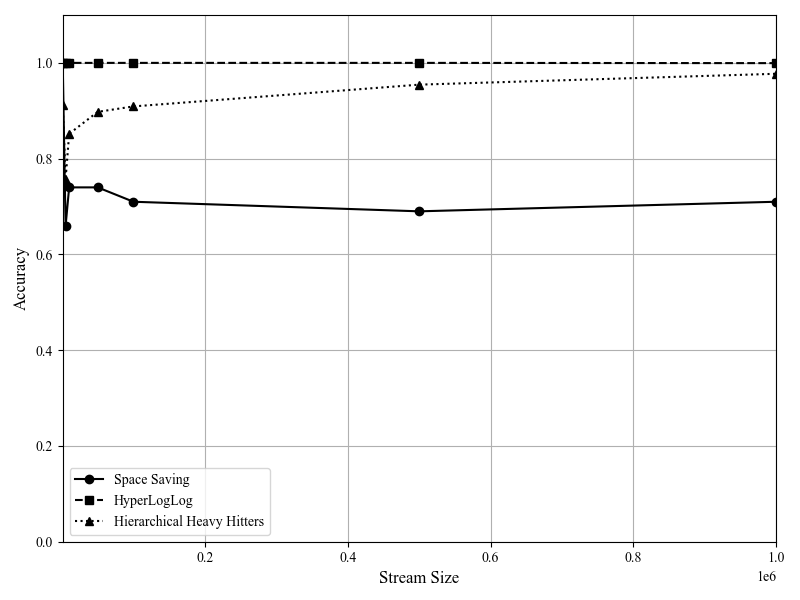 1.0
0.8
0.6
0.4
0.2
0.0
Accuracy
Space Saving
HyperLogLog
Hierarchical Heavy Hitters
0.2 0.4 0.6 0.8 1.0
1e6
Stream Size